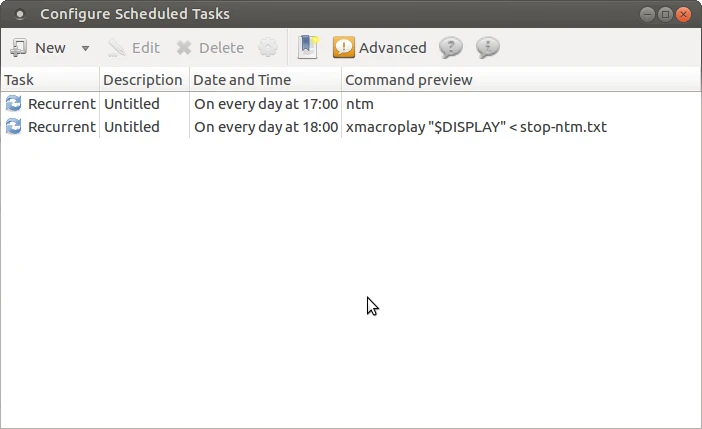 Configure Scheduled Tasks
New Edit Delete Advanced
Task Description Date and Time Command preview
Recurrent Untitled On every day at 17:00 ntm
Recurrent Untitled On every day at 18:00 xmacroplay "$DISPLAY" < stop-ntm.txt